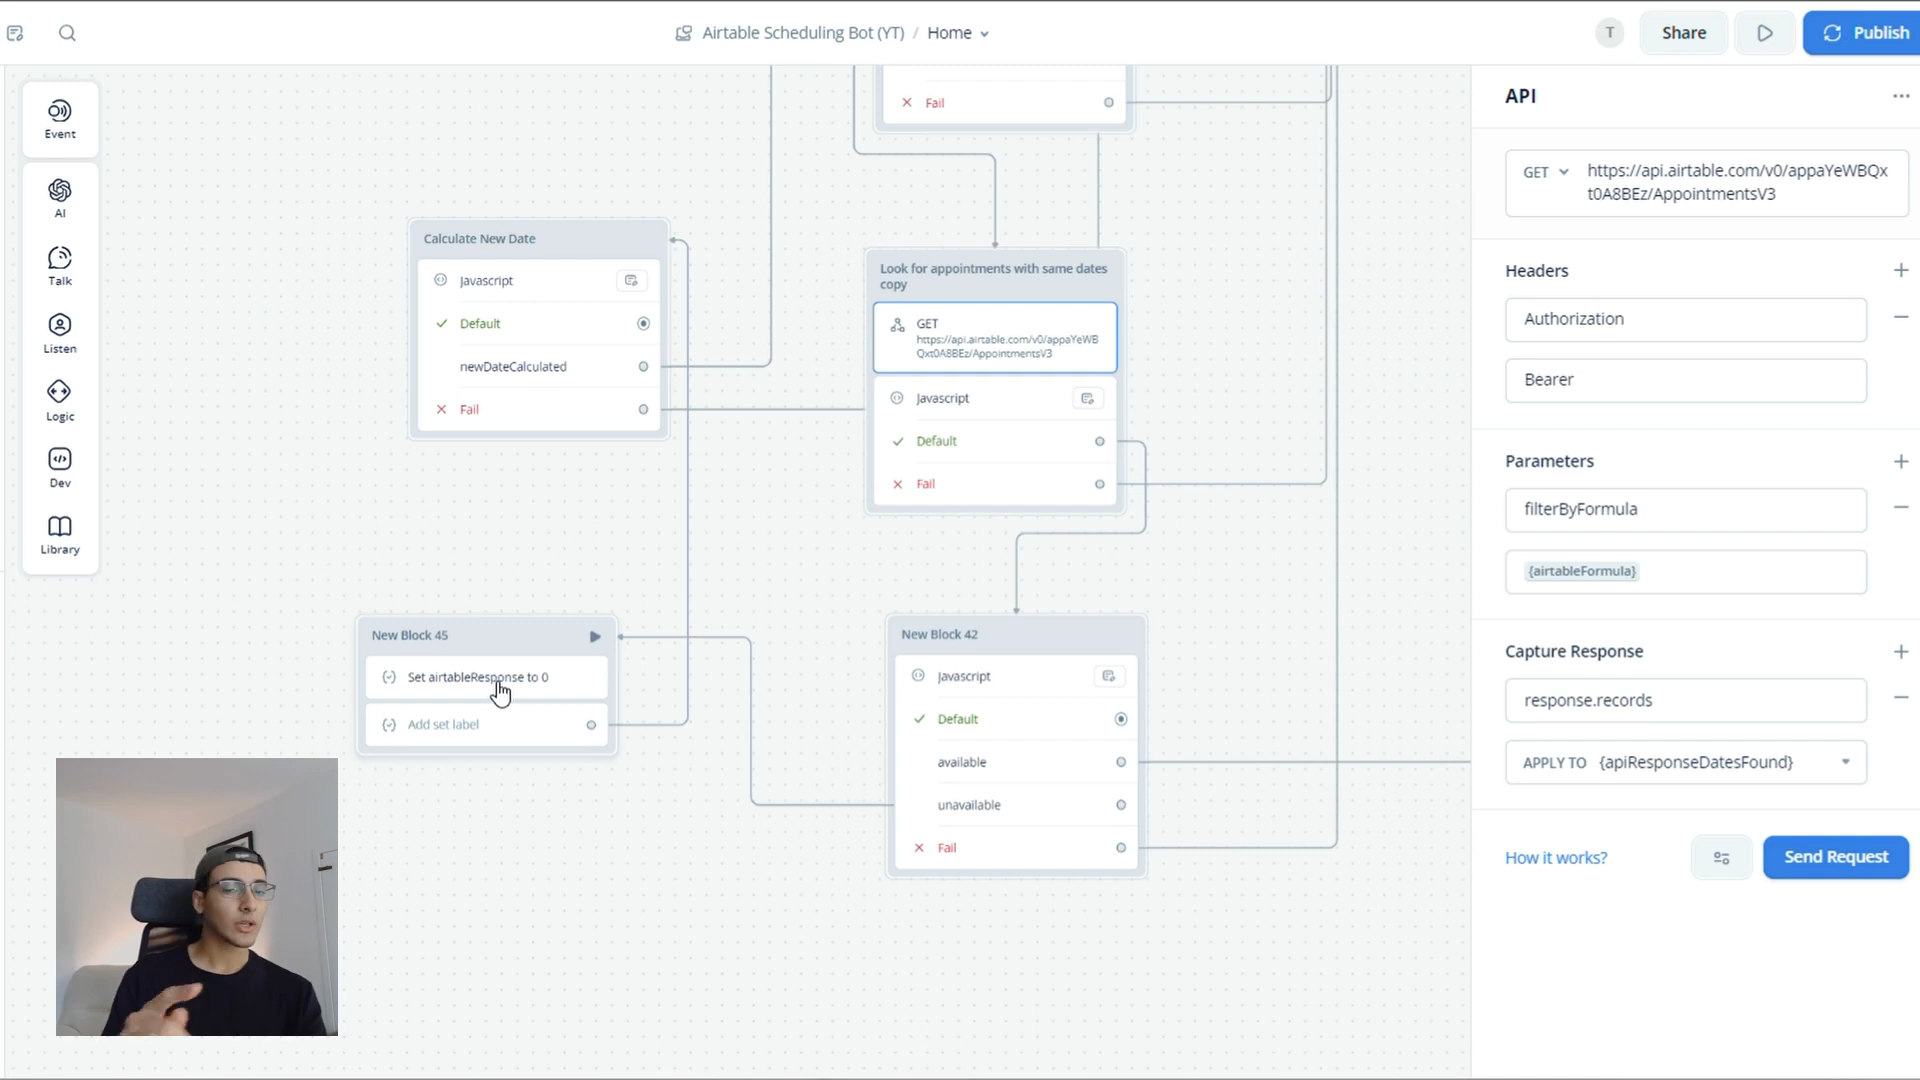 Airtable Scheduling Bot (YT) / Home
T
Share
Publish
Event
AI
Talk
Listen
Logic
Dev
Library
Fail
Calculate New Date
Javascript
Default
newDateCalculated
Fail
Look for appointments with same dates
copy
GET
https://api.airtable.com/v0/appaYeWB
Qxt0A8BEz/AppointmentsV3
Javascript
Default
Fail
New Block 45
Set airtableResponse to 0
Add set label
New Block 42
Javascript
Default
available
unavailable
Fail
API
GET
https://api.airtable.com/v0/appaYeWBQx
t0A8BEz/AppointmentsV3
Headers
Authorization
Bearer
Parameters
filterByFormula
{airtableFormula}
Capture Response
response.records
APPLY TO {apiResponseDatesFound}
How it works?
Send Request